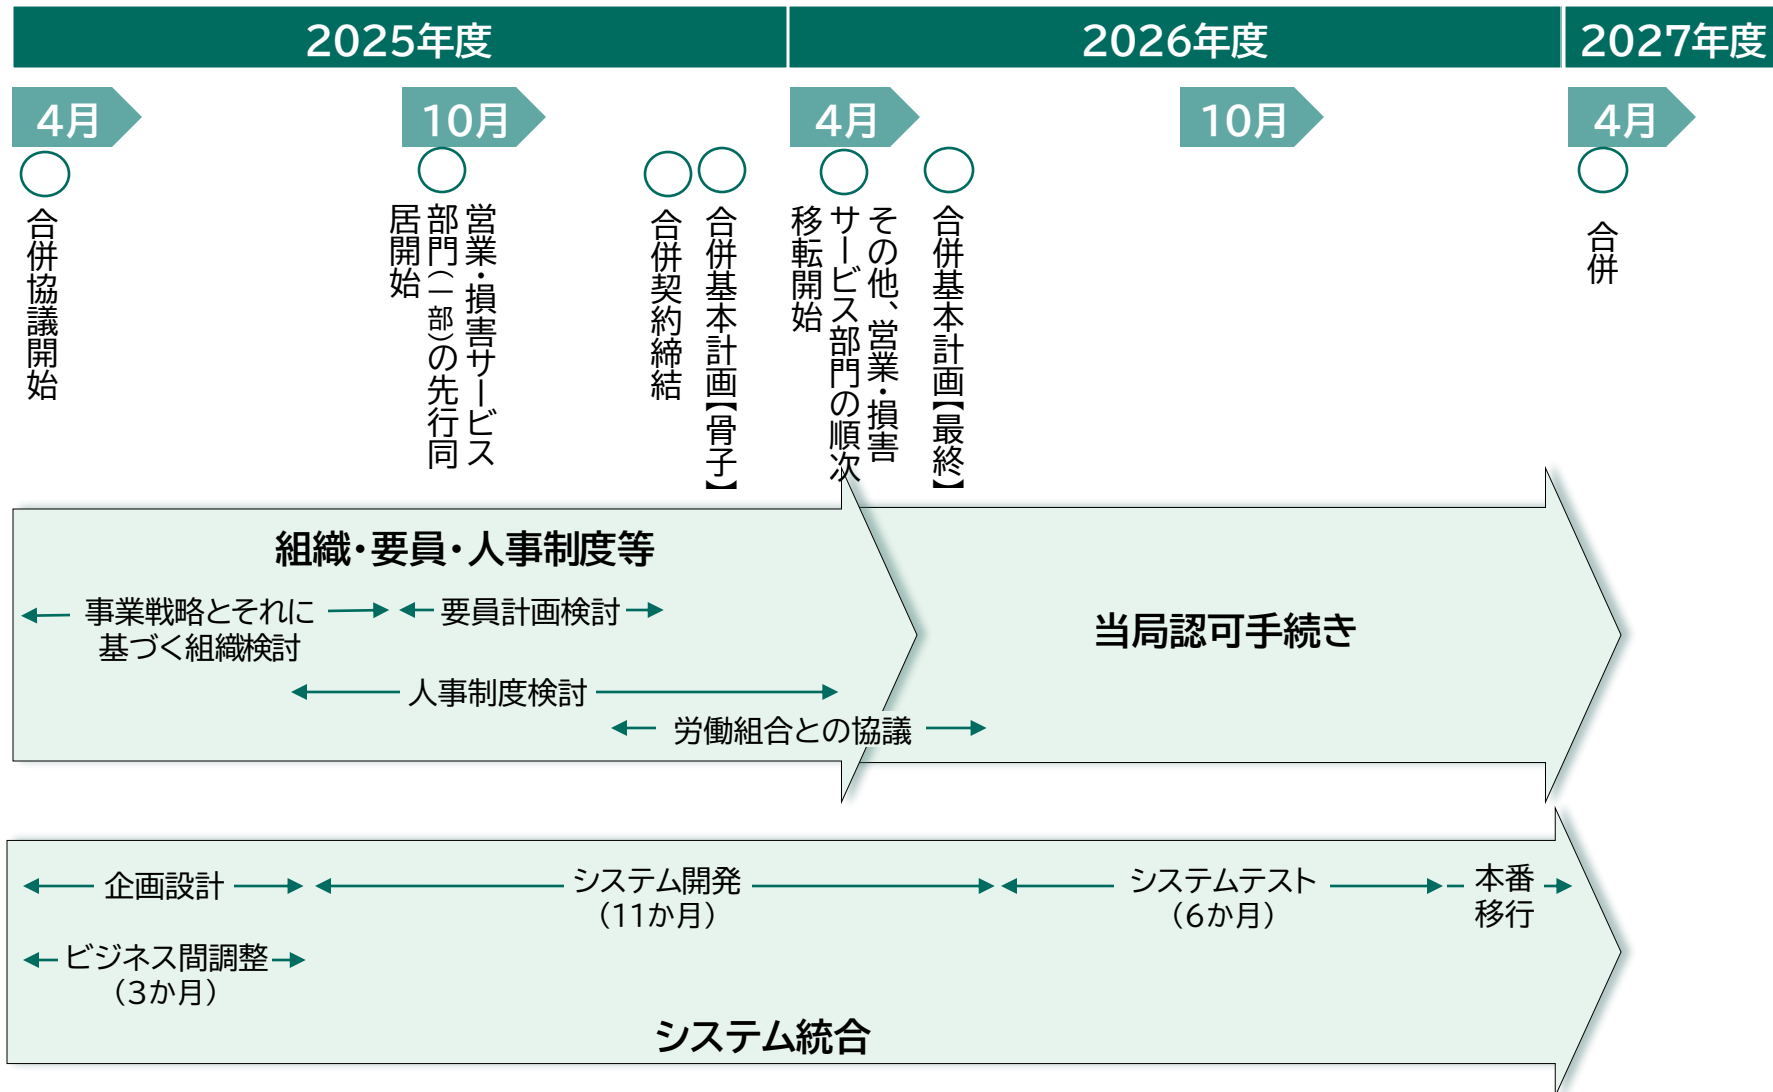 2025年度
2026年度
2027年度
4月
10月
4月
10月
4月
合併協議開始
営業・損害サービス
部門(一部)の先行同
居開始
合併契約締結
合併基本計画【骨子】
その他、営業・損害
サービス部門の順次
移転開始
合併基本計画【最終】
合併
組織・要員・人事制度等
事業戦略とそれに
基づく組織検討
要員計画検討
人事制度検討
労働組合との協議
当局認可手続き
企画設計
システム開発
(11か月)
システムテスト
(6か月)
本番
移行
ビジネス間調整
(3か月)
システム統合